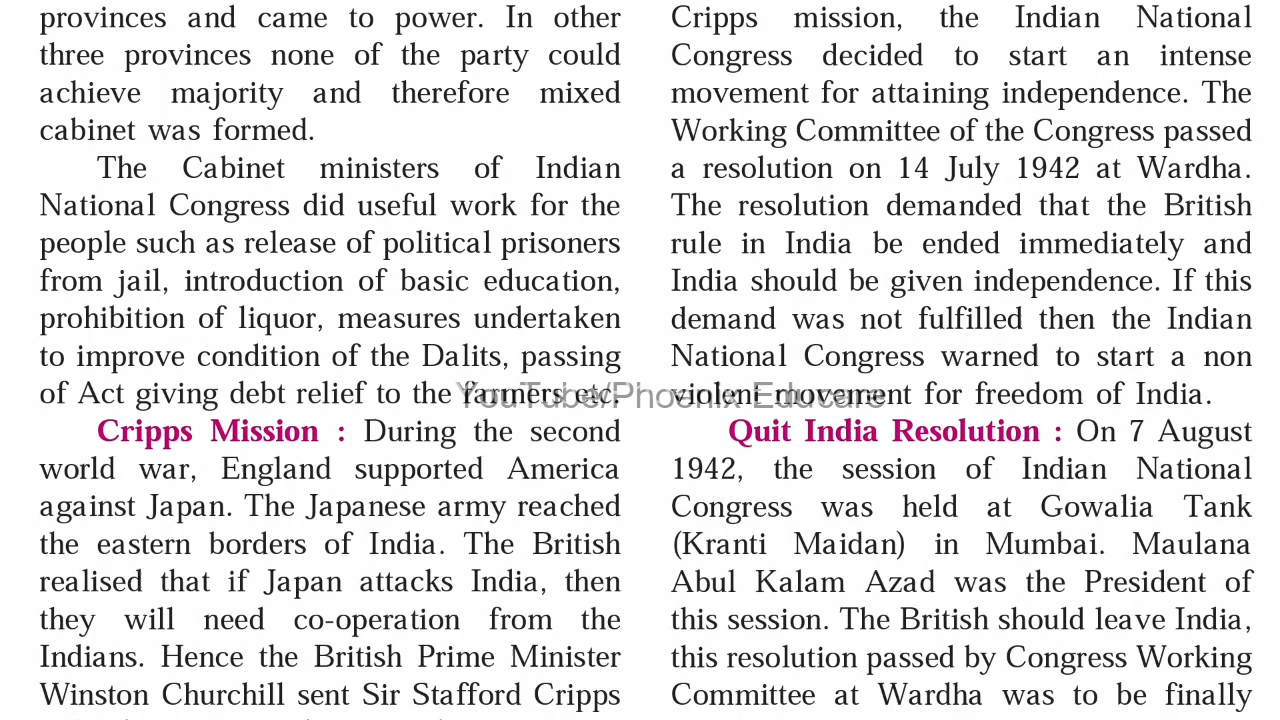 provinces and came to power. In other
three provinces none of the party could
achieve majority and therefore mixed
cabinet was formed.
The Cabinet ministers of Indian
National Congress did useful work for the
people such as release of political prisoners
from jail, introduction of basic education,
prohibition of liquor, measures undertaken
to improve condition of the Dalits, passing
of Act giving debt relief to the farmers etc.
Cripps Mission : During the second
world war, England supported America
against Japan. The Japanese army reached
the eastern borders of India. The British
realised that if Japan attacks India, then
they will need co-operation from the
Indians. Hence the British Prime Minister
Winston Churchill sent Sir Stafford Cripps
Cripps mission, the Indian National
Congress decided to start an intense
movement for attaining independence. The
Working Committee of the Congress passed
a resolution on 14 July 1942 at Wardha.
The resolution demanded that the British
rule in India be ended immediately and
India should be given independence. If this
demand was not fulfilled then the Indian
National Congress warned to start a non
violent movement for freedom of India.
Quit India Resolution : On 7 August
1942, the session of Indian National
Congress was held at Gowalia Tank
(Kranti Maidan) in Mumbai. Maulana
Abul Kalam Azad was the President of
this session. The British should leave India,
this resolution passed by Congress Working
Committee at Wardha was to be finally
YouTube/Phoenix Educare